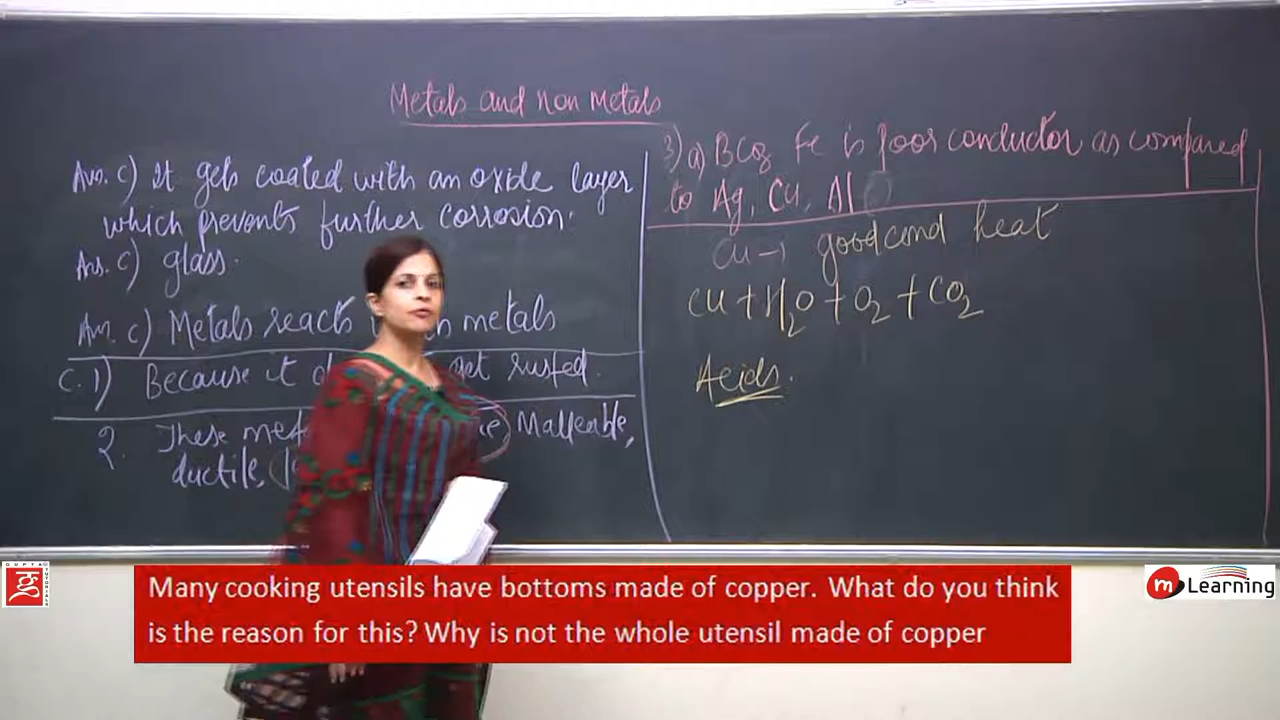 Metals and non Metals
Ans. c) It gets coated with an oxide layer
which prevents further corrosion.
Ans. c) glass.
Ans. c) Metals react metals
C. 1) Because it get rusted.
2. These Malleable,
ductile,
3) a) BCoz Fe is poor conductor as compared
to Ag, Cu, Al
Cu → good cond heat
Cu + H₂O + O₂ + CO₂
Acids.
Many cooking utensils have bottoms made of copper. What do you think
is the reason for this? Why is not the whole utensil made of copper
GUPTA
TUTORIALS
m Learning